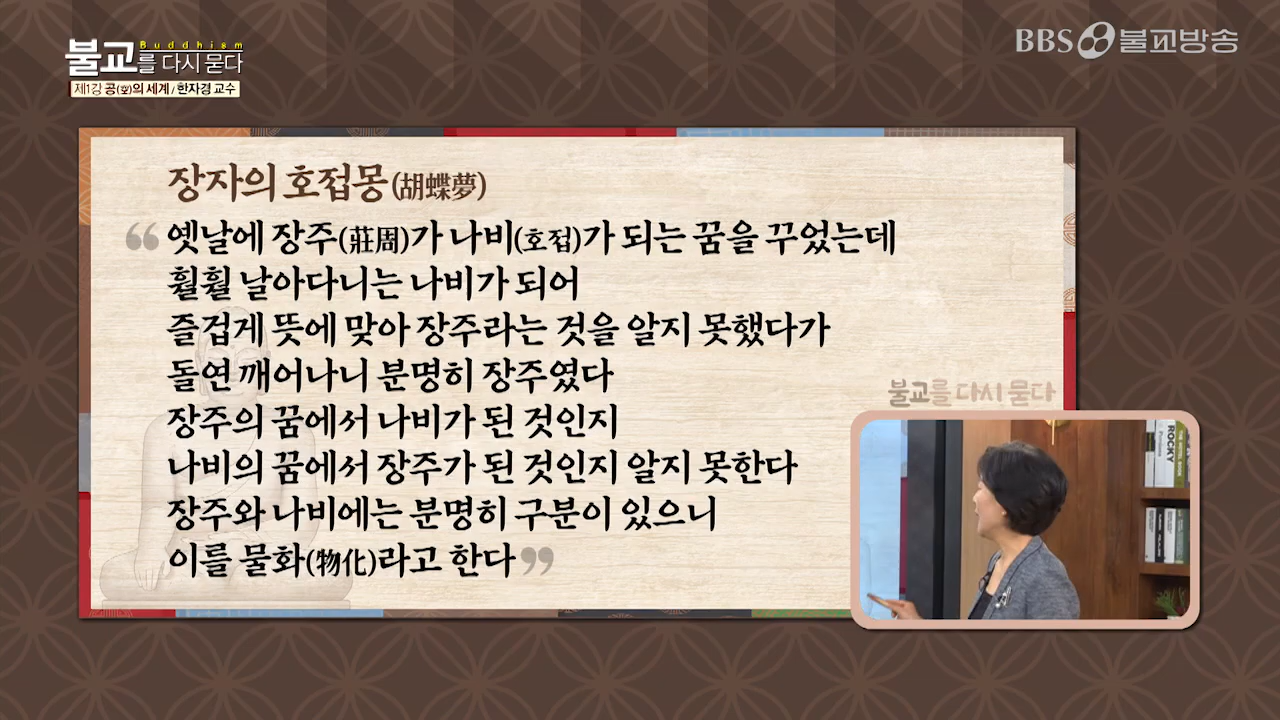 Buddhism
불교를 다시 묻다
제1강 공(空)의 세계 / 한자경 교수
BBS 불교방송
장자의 호접몽(胡蝶夢)
“옛날에 장주(莊周)가 나비(호접)가 되는 꿈을 꾸었는데
훨훨 날아다니는 나비가 되어
즐겁게 뜻에 맞아 장주라는 것을 알지 못했다가
돌연 깨어나니 분명히 장주였다
장주의 꿈에서 나비가 된 것인지
나비의 꿈에서 장주가 된 것인지 알지 못한다
장주와 나비에는 분명히 구분이 있으니
이를 물화(物化)라고 한다”
불교를 다시 묻다
ROCKY